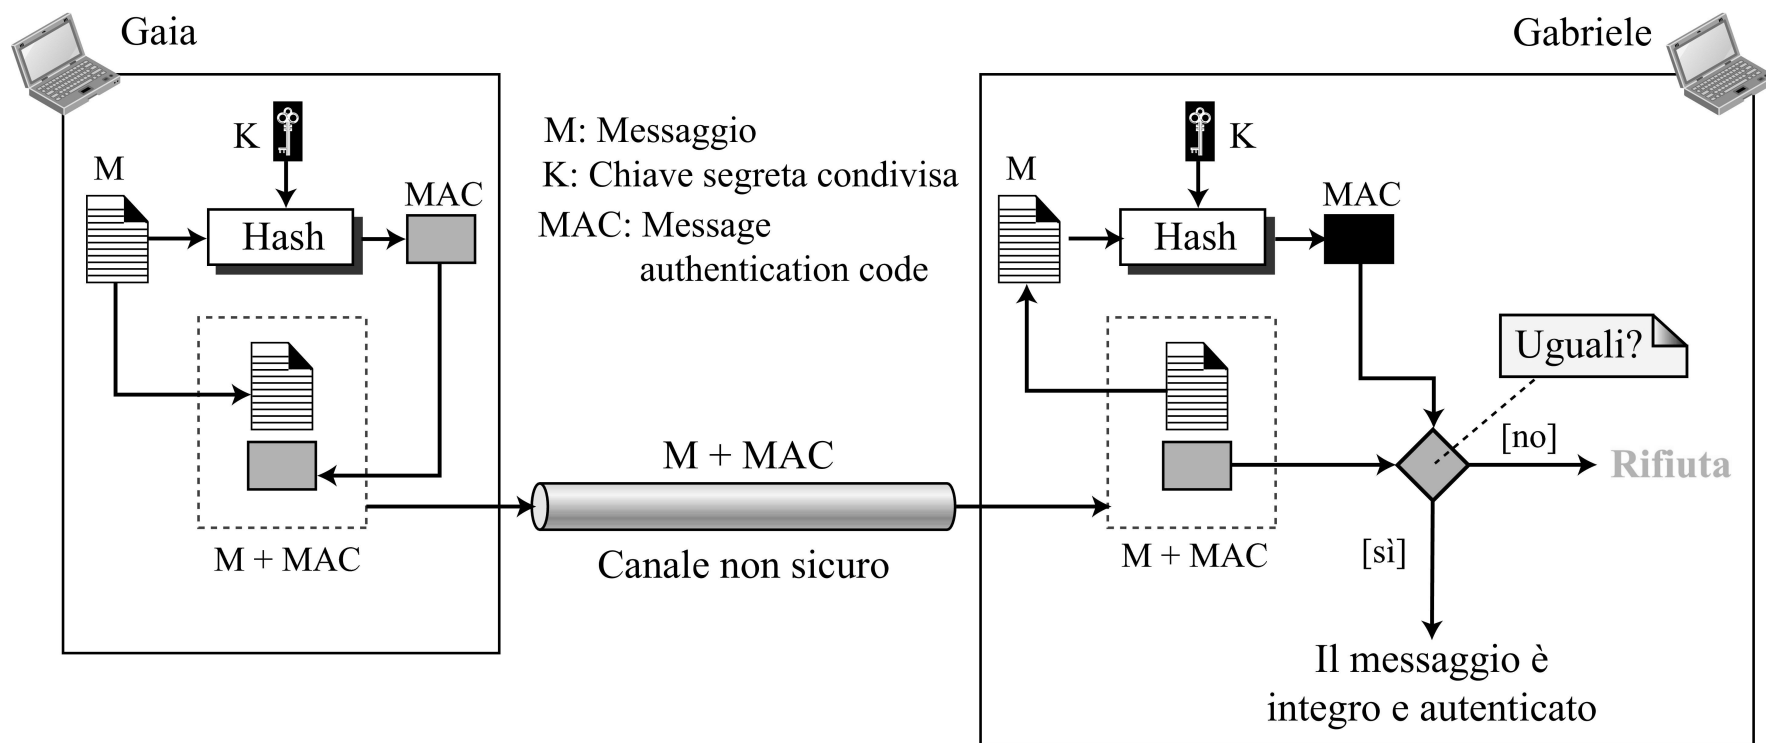 Gaia
Gabriele
K
M
MAC
Hash
M + MAC
M: Messaggio
K: Chiave segreta condivisa
MAC: Message
authentication code
M + MAC
Canale non sicuro
K
M
MAC
Hash
M + MAC
Uguali?
[no]
Rifiuta
[sì]
Il messaggio è
integro e autenticato